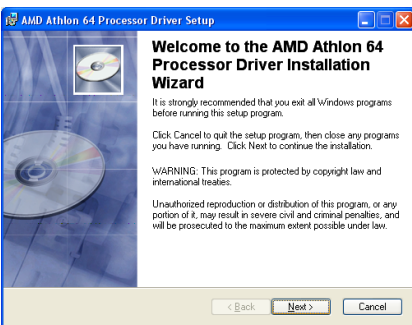 AMD Athlon 64 Processor Driver Setup
Welcome to the AMD Athlon 64
Processor Driver Installation
Wizard
It is strongly recommended that you exit all Windows programs
before running this setup program.
Click Cancel to quit the setup program, then close any programs
you have running. Click Next to continue the installation.
WARNING: This program is protected by copyright law and
international treaties.
Unauthorized reproduction or distribution of this program, or any
portion of it, may result in severe civil and criminal penalties, and
will be prosecuted to the maximum extent possible under law.
< Back Next > Cancel